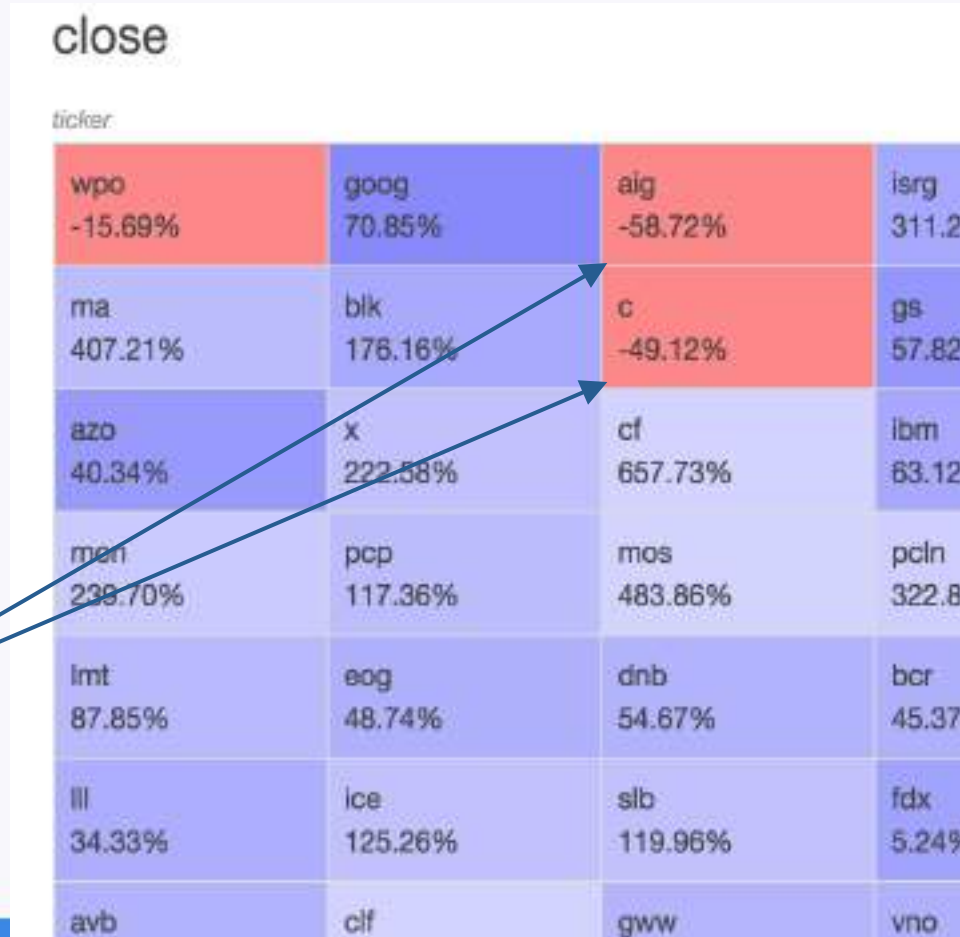 close
ticker
wpo
-15.69%
goog
70.85%
aig
-58.72%
isrg
311.2
ma
407.21%
blk
176.16%
c
-49.12%
gs
57.82
azo
40.34%
x
222.58%
cf
657.73%
ibm
63.12
mon
239.70%
pcp
117.36%
mos
483.86%
pcln
322.8
lmt
87.85%
eog
48.74%
dnb
54.67%
bcr
45.37
lll
34.33%
ice
125.26%
slb
119.96%
fdx
5.24%
avb
clf
gww
vno